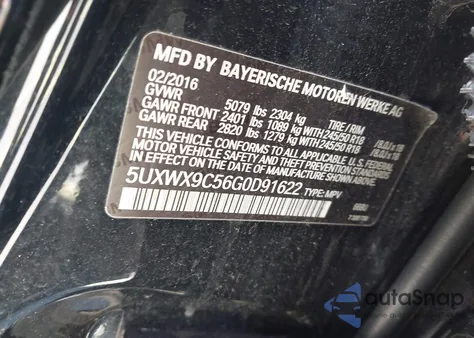 MFD BY BAYERISCHE MOTOREN WERKE AG
02/2016
GVWR 5079 lbs 2304 kg TIRE/RIM
GAWR FRONT 2401 lbs 1089 kg WITH 245/50 R18
GAWR REAR 2820 lbs 1279 kg WITH 245/50 R18
THIS VEHICLE CONFORMS TO ALL APPLICABLE FEDERAL
MOTOR VEHICLE SAFETY AND THEFT PREVENTION STANDARDS
IN EFFECT ON THE DATE OF MANUFACTURE SHOWN ABOVE.
5UXWX9C56G0D91622 TYPE: MPV
autoSnap